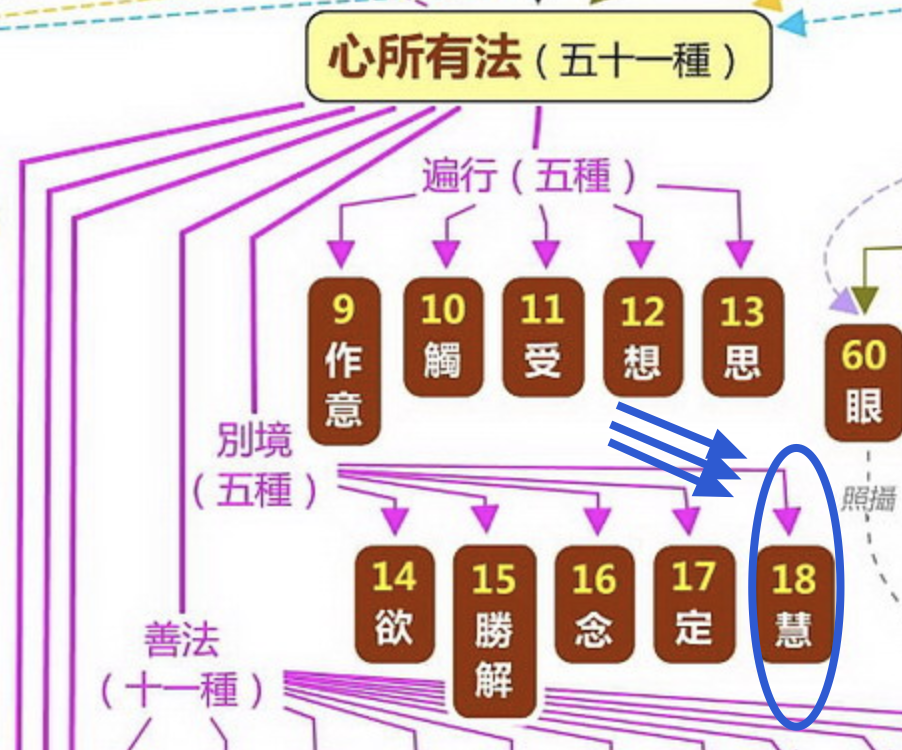 心所有法（五十一種）
遍行（五種）
9
作
意
10
觸
11
受
12
想
13
思
60
眼
別境
（五種）
照攝
14
欲
15
勝
解
16
念
17
定
18
慧
善法
（十一種）